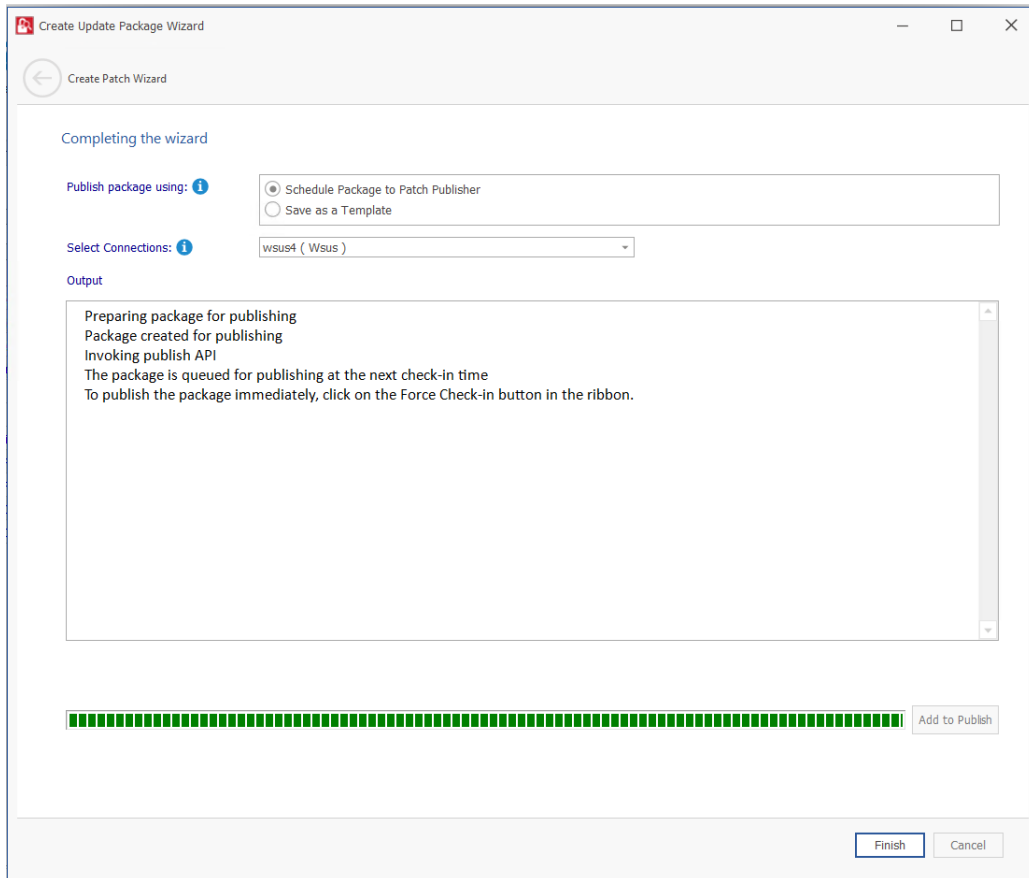 Create Update Package Wizard
Create Patch Wizard
Completing the wizard
Publish package using:
Schedule Package to Patch Publisher
Save as a Template
Select Connections:
wsus4 ( Wsus )
Output
Preparing package for publishing
Package created for publishing
Invoking publish API
The package is queued for publishing at the next check-in time
To publish the package immediately, click on the Force Check-in button in the ribbon.
Add to Publish
Finish Cancel